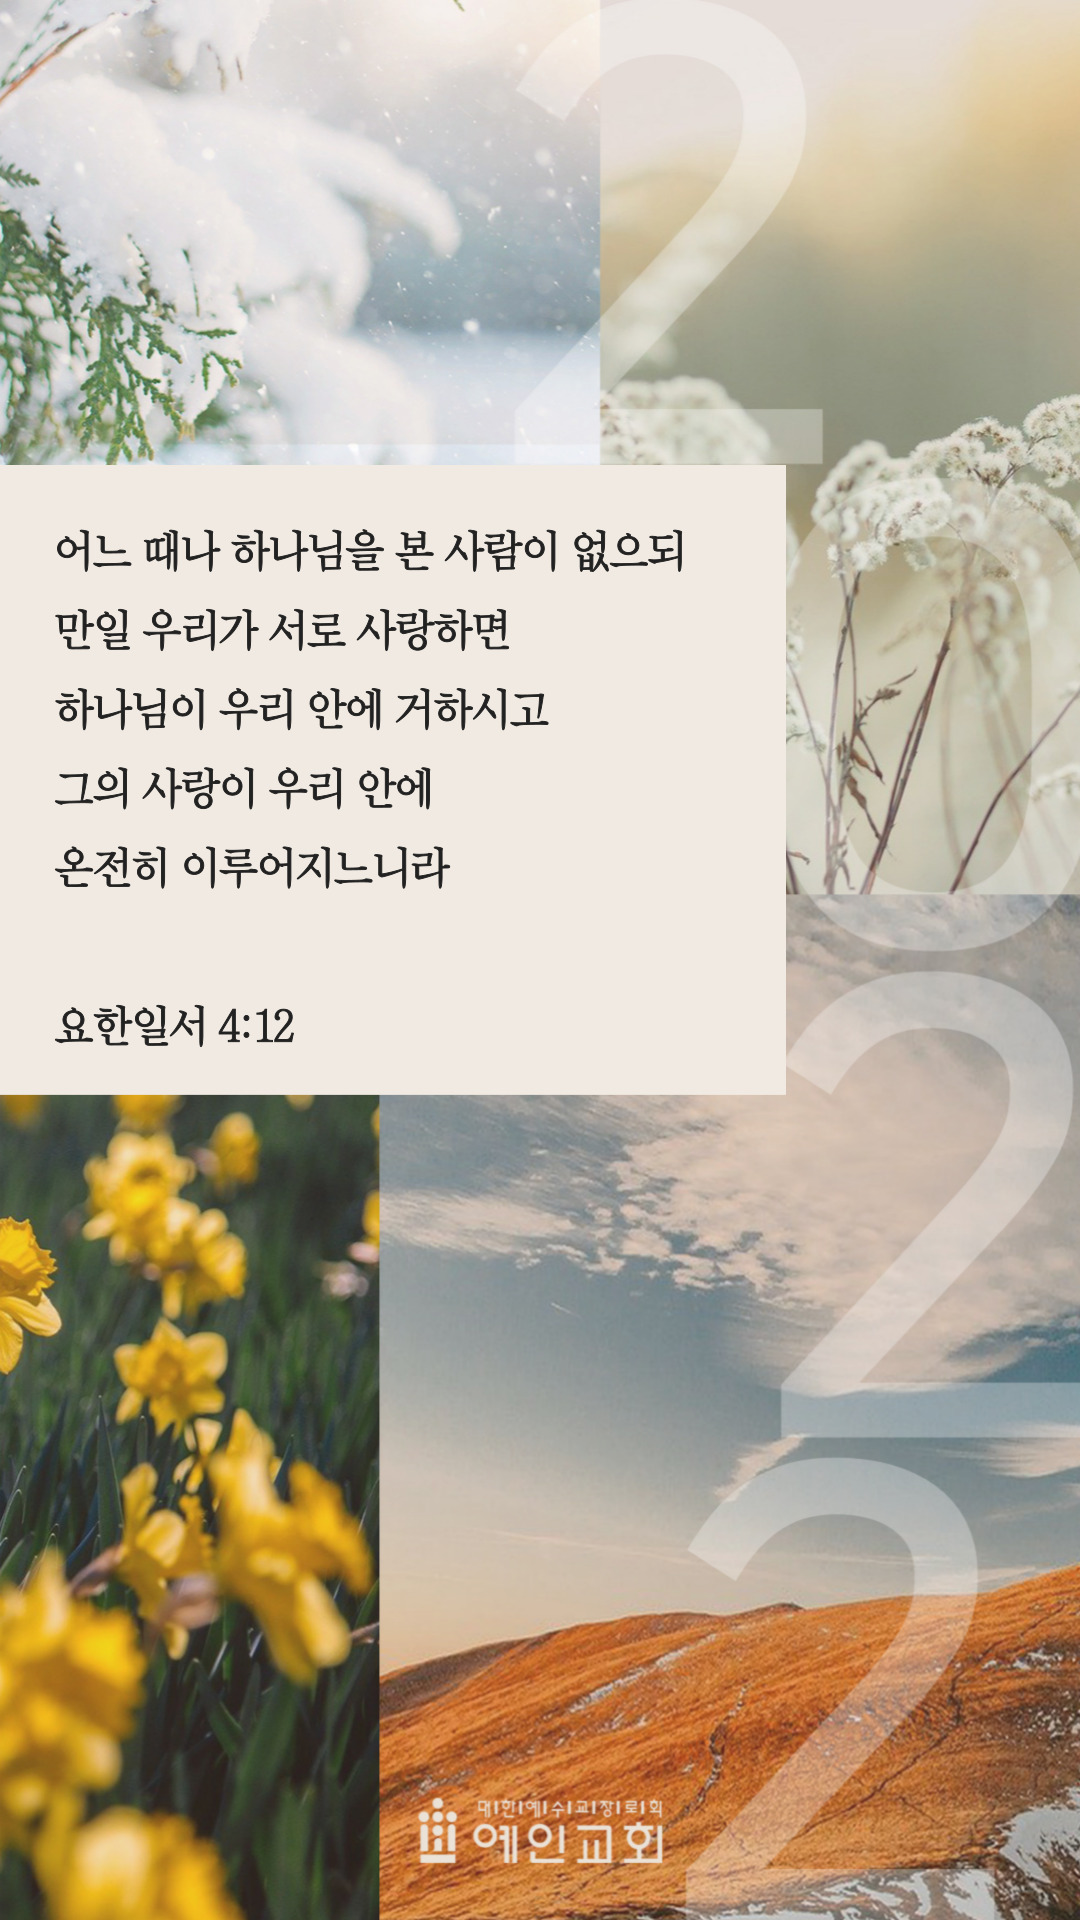 2022
어느 때나 하나님을 본 사람이 없으되
만일 우리가 서로 사랑하면
하나님이 우리 안에 거하시고
그의 사랑이 우리 안에
온전히 이루어지느니라
요한일서 4:12
대한예수교장로회
예인교회